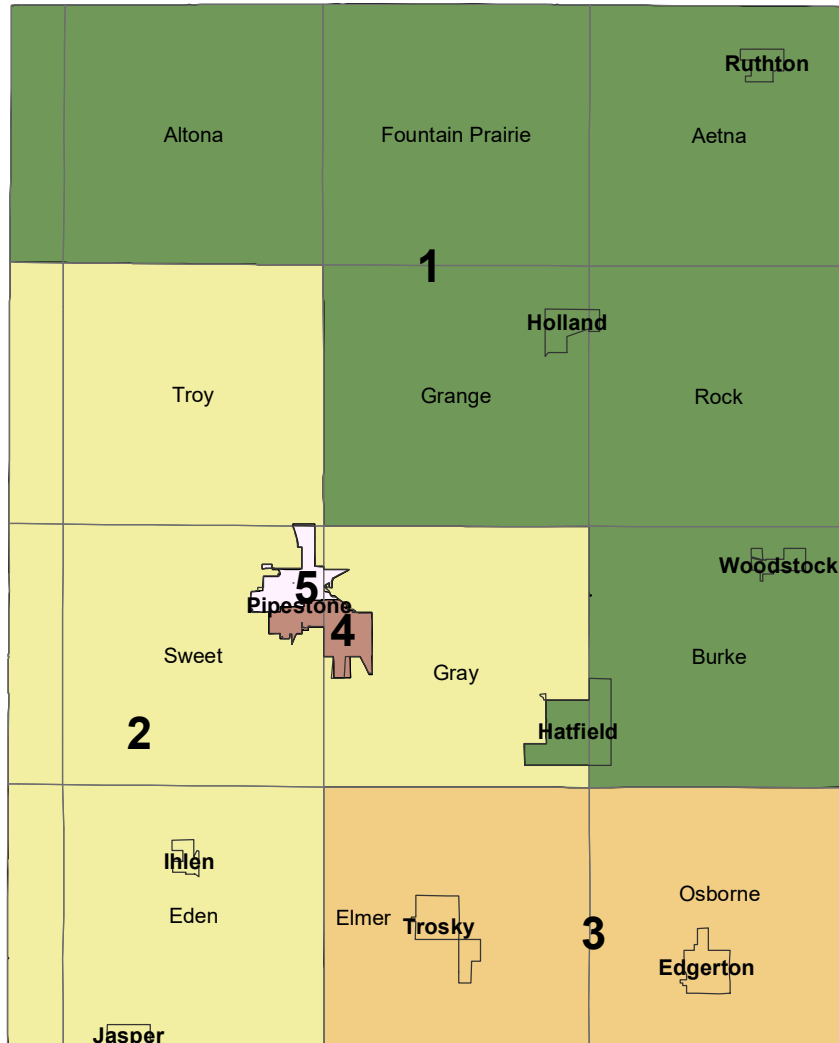 Ruthton
Altona
Fountain Prairie
Aetna
1
Holland
Troy
Grange
Rock
Woodstock
5
Pipestone
4
Sweet
Gray
Burke
2
Hatfield
Ihlen
Eden
Elmer
Trosky
3
Osborne
Edgerton
Jasper